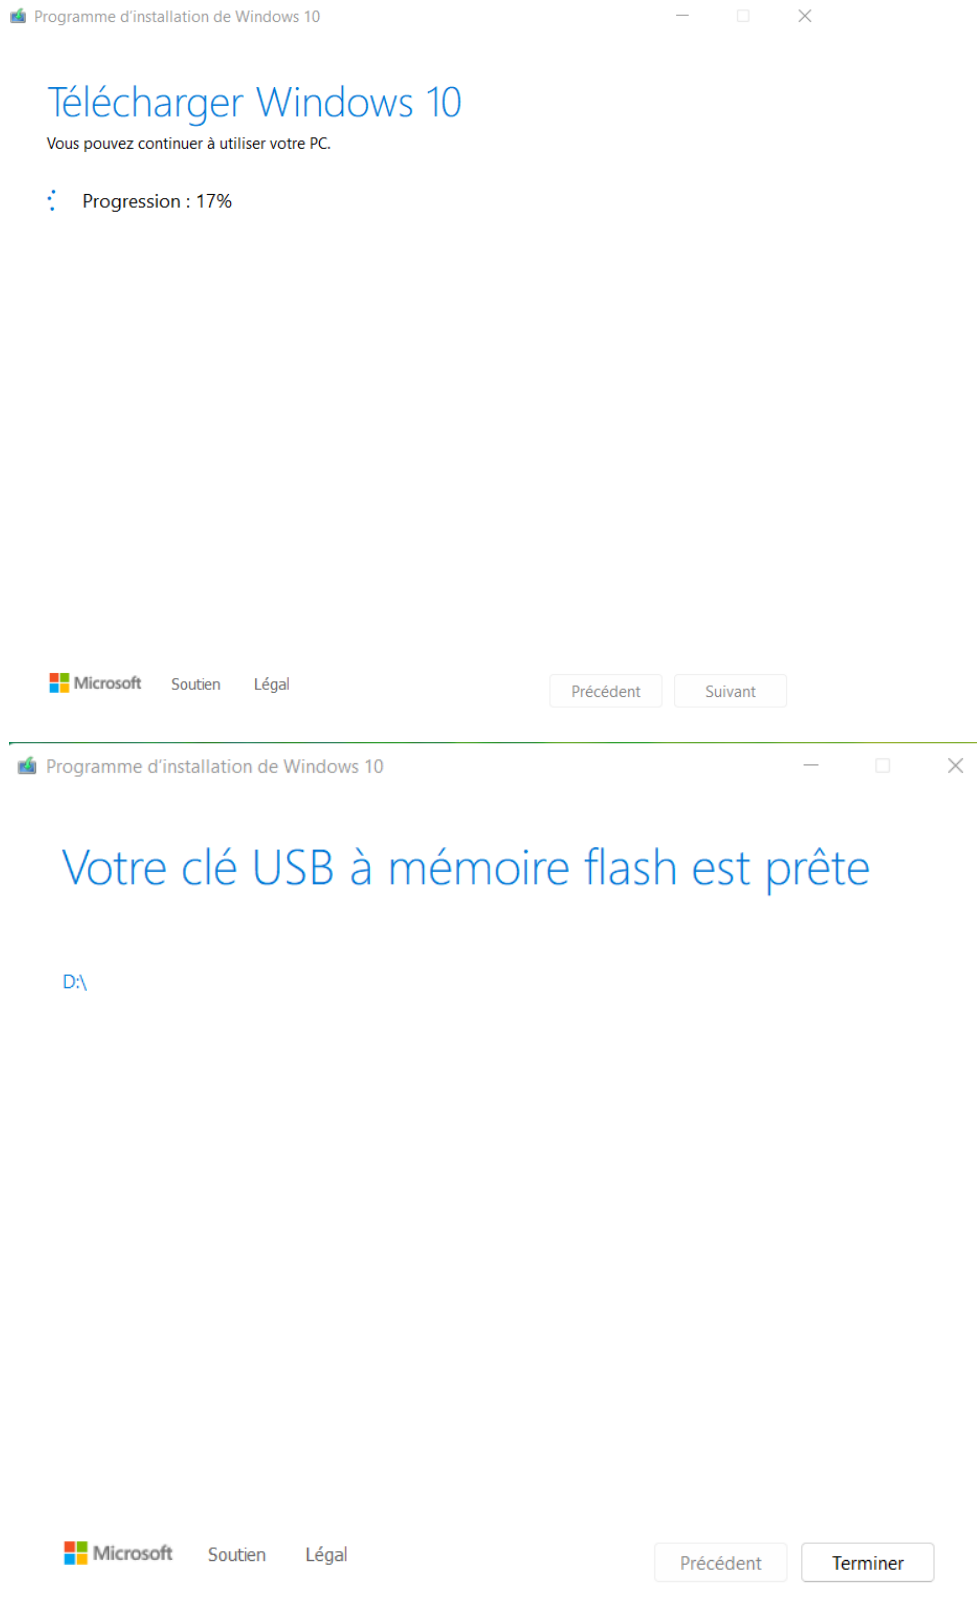 Programme d'installation de Windows 10
Télécharger Windows 10
Vous pouvez continuer à utiliser votre PC.
Progression : 17%
Microsoft Soutien Légal Précédent Suivant
Programme d'installation de Windows 10
Votre clé USB à mémoire flash est prête
D:\
Microsoft Soutien Légal Précédent Terminer